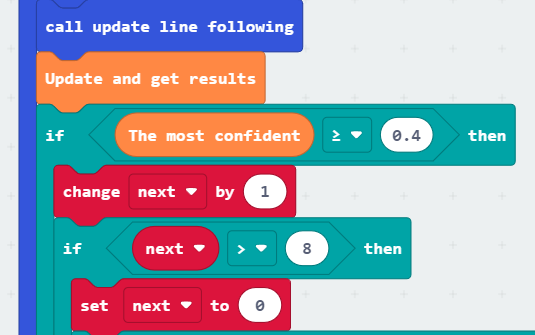 call update line following
Update and get results
if The most confident ≥ 0.4 then
change next by 1
if next > 8 then
set next to 0